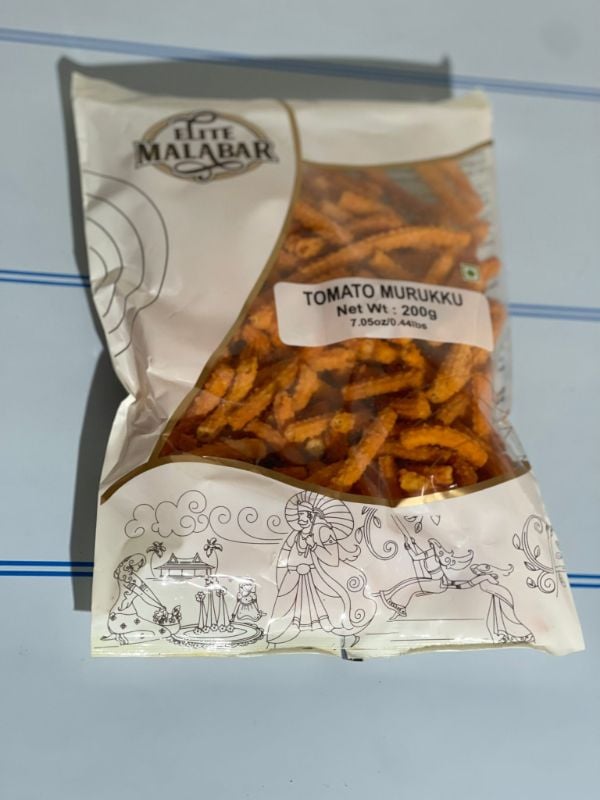 ELITE
MALABAR
TOMATO MURUKKU
Net Wt : 200g
7.05oz/0.44lbs